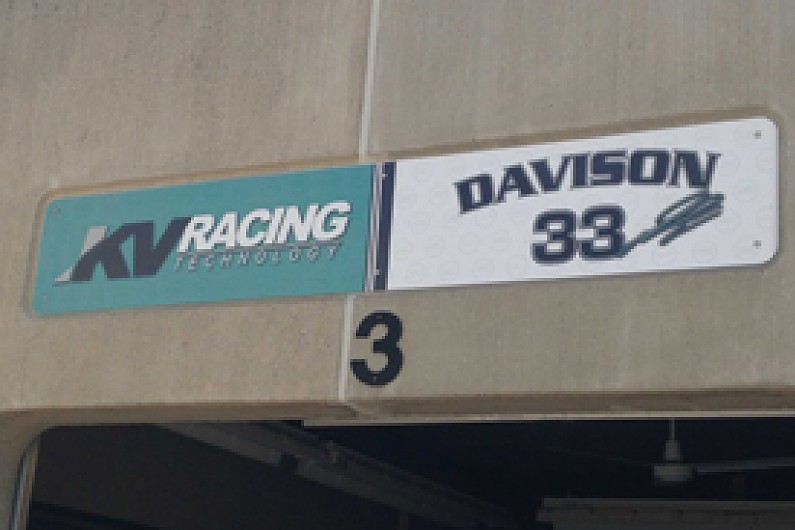 KV RACING
TECHNOLOGY
DAVISON
33
3